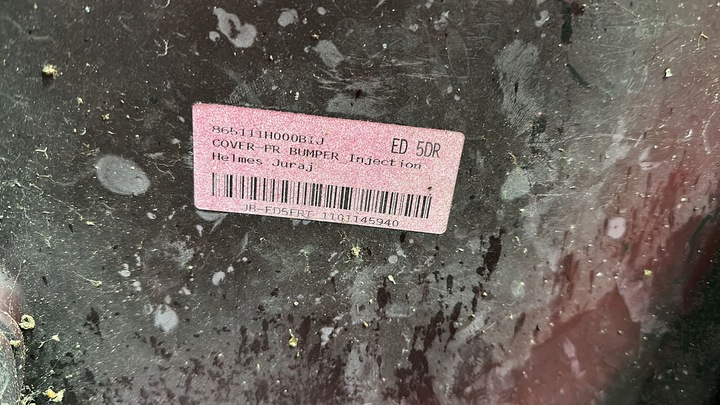 865111H000BIJ
ED 5DR
COVER-FR BUMPER Injection
Helmes Juraj
JB-ED5FRT 1101145940